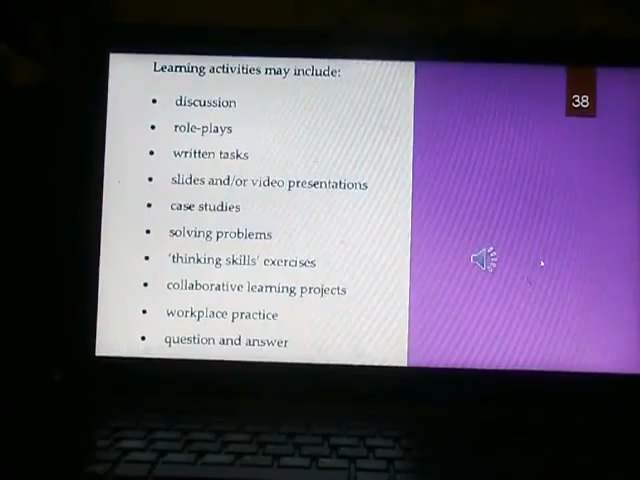 Learning activities may include:
• discussion
• role-plays
• written tasks
• slides and/or video presentations
• case studies
• solving problems
• 'thinking skills' exercises
• collaborative learning projects
• workplace practice
• question and answer
38